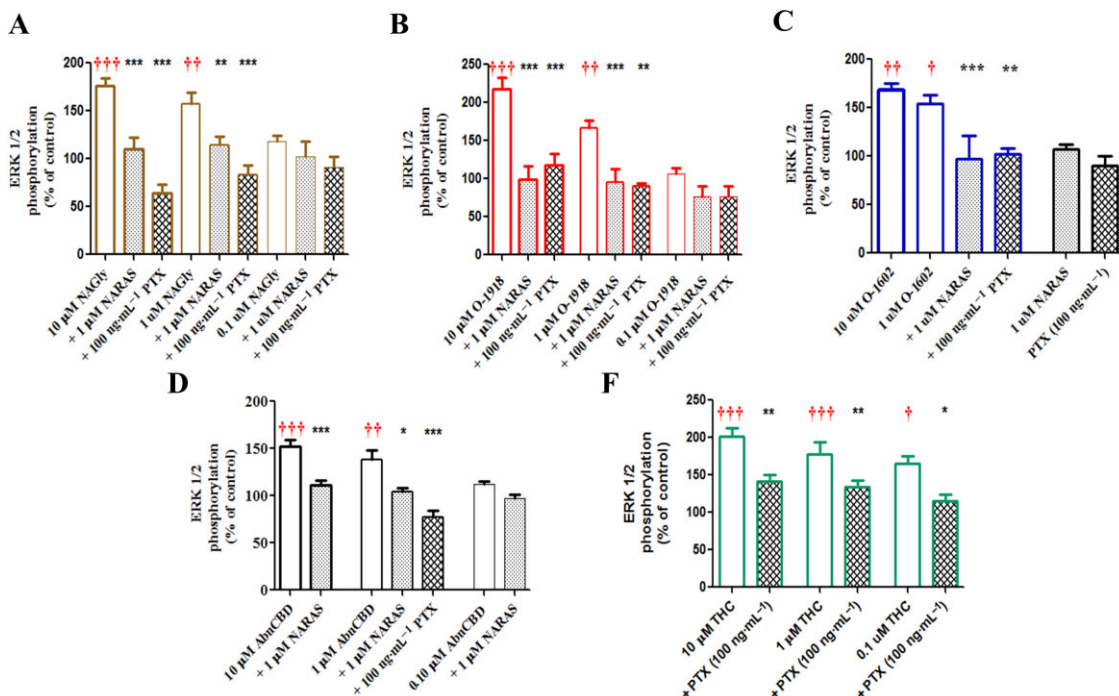 A
ERK 1/2
phosphorylation
(% of control)
200
150
100
50
0
††† *** *** †† ** ***
10 µM NAGly
+ 1 µM NARAS
+ 100 ng·mL⁻¹ PTX
1 uM NAGly
+ 1 µM NARAS
+ 100 ng·mL⁻¹ PTX
0.1 uM NAGly
+ 1 uM NARAS
+ 100 ng·mL⁻¹ PTX
B
ERK 1/2
phosphorylation
(% of control)
250
200
150
100
50
0
††† *** *** †† *** **
10 µM O-1918
+ 1 µM NARAS
+ 100 ng·mL⁻¹ PTX
1 µM O-1918
+ 1 µM NARAS
+ 100 ng·mL⁻¹ PTX
0.1 µM O-1918
+ 1 µM NARAS
+ 100 ng·mL⁻¹ PTX
C
ERK 1/2
phosphorylation
(% of control)
200
150
100
50
0
†† † *** **
10 uM O-1602
1 uM O-1602
+ 1 uM NARAS
+ 100 ng·mL⁻¹ PTX
1 uM NARAS
PTX (100 ng·mL⁻¹)
D
ERK 1/2
phosphorylation
(% of control)
200
150
100
50
0
††† *** †† * ***
10 µM AbnCBD
+ 1 µM NARAS
1 µM AbnCBD
+ 1 µM NARAS
+ 100 ng·mL⁻¹ PTX
0.10 µM AbnCBD
+ 1 µM NARAS
F
ERK 1/2
phosphorylation
(% of control)
250
200
150
100
50
0
††† ** ††† ** † *
10 µM THC
+ PTX (100 ng·mL⁻¹)
1 µM THC
+ PTX (100 ng·mL⁻¹)
0.1 uM THC
+ PTX (100 ng·mL⁻¹)